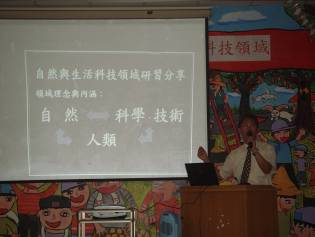 自然與生活科技領域研習分享
領域理念與內涵：
自 然 科學．技術
人類
科技領域